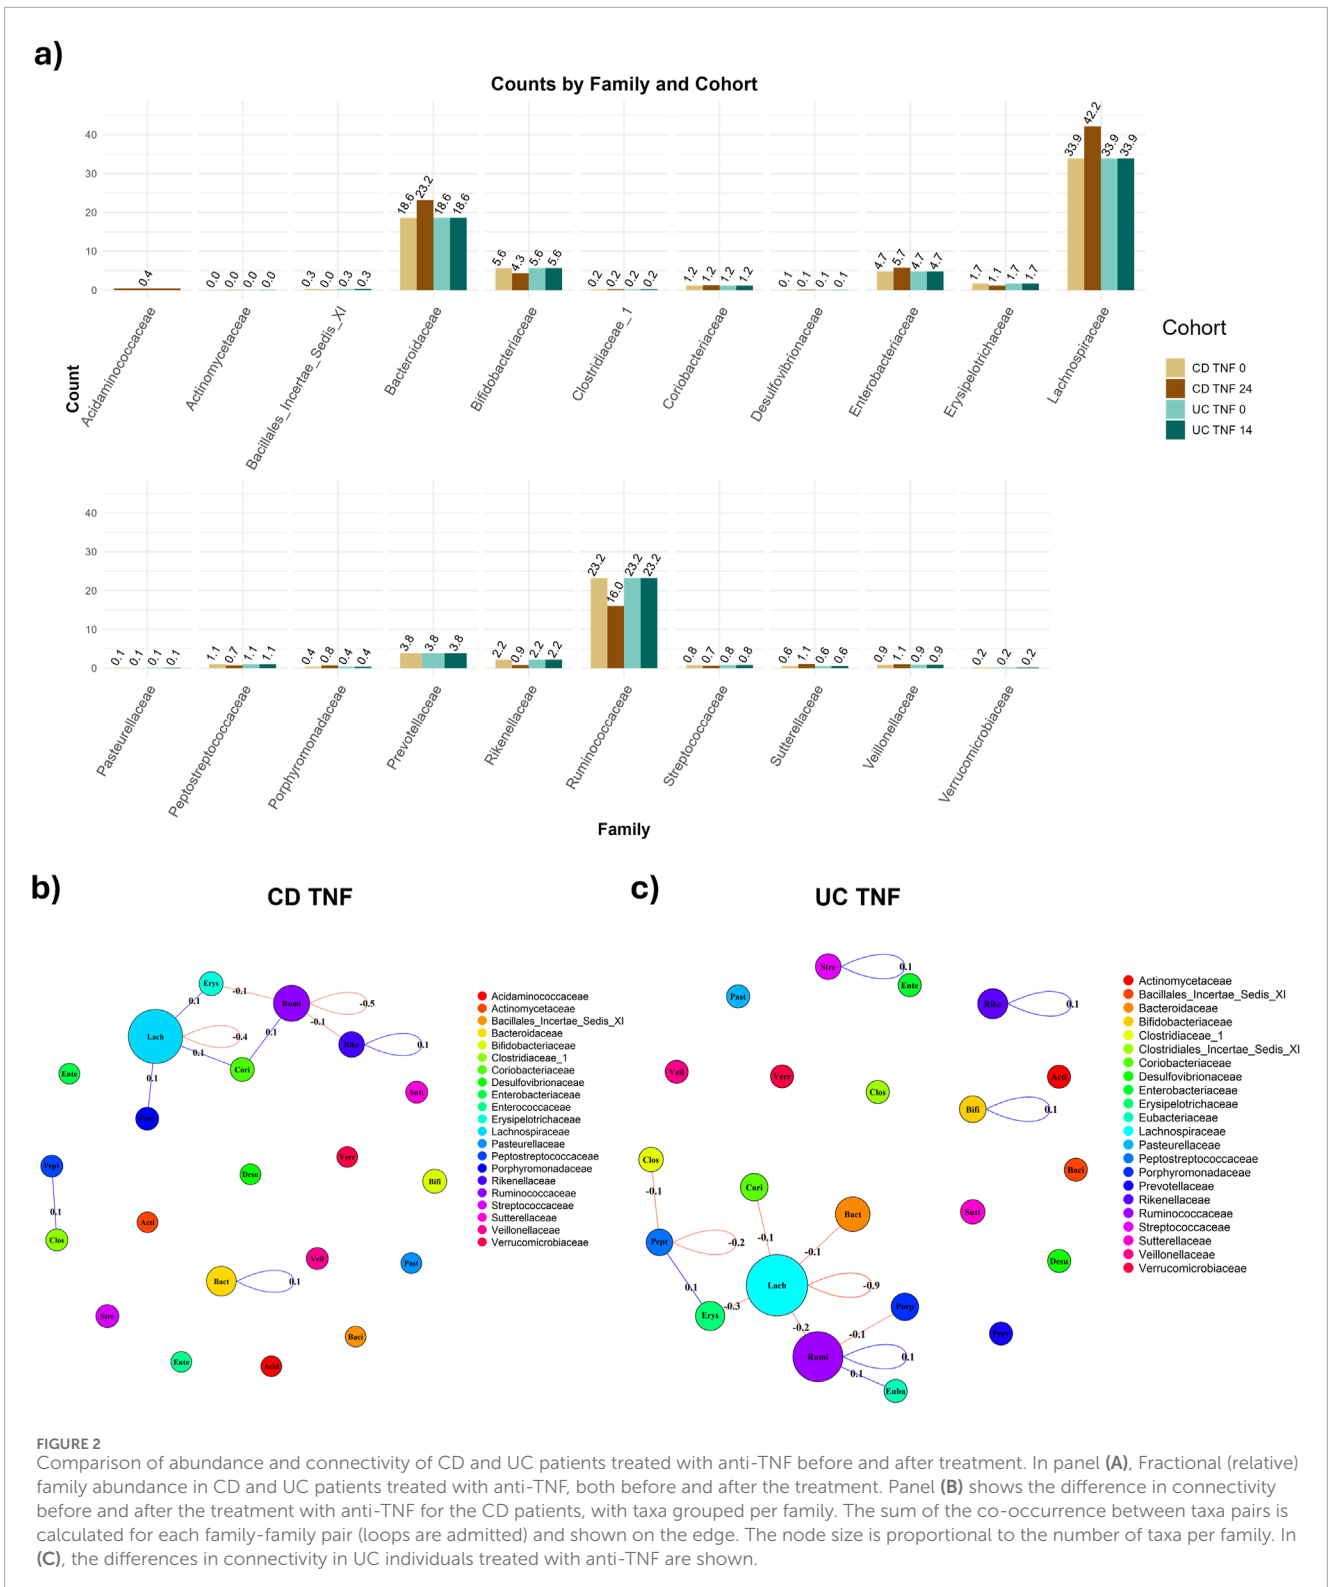 a)
Counts by Family and Cohort
40
30
20
10
0
0.4
0.0 0.0 0.0 0.0
0.3 0.0 0.3 0.3
18.6 23.2 18.6 18.6
5.6 4.3 5.6 5.6
0.2 0.2 0.2 0.2
1.2 1.2 1.2 1.2
0.1 0.1 0.1 0.1
4.7 5.7 4.7 4.7
1.7 1.1 1.7 1.7
33.9 42.2 33.9 33.9
Acidaminococcaceae
Actinomycetaceae
Bacillales_Incertae_Sedis_XI
Bacteroidaceae
Bifidobacteriaceae
Clostridiaceae_1
Coriobacteriaceae
Desulfovibrionaceae
Enterobacteriaceae
Erysipelotrichaceae
Lachnospiraceae
Count
Cohort
CD TNF 0
CD TNF 24
UC TNF 0
UC TNF 14
40
30
20
10
0
0.1 0.1 0.1 0.1
1.1 0.7 1.1 1.1
0.4 0.8 0.4 0.4
3.8 3.8 3.8
2.2 0.9 2.2 2.2
23.2 16.0 23.2 23.2
0.8 0.7 0.8 0.8
0.6 1.1 0.6 0.6
0.9 1.1 0.9 0.9
0.2 0.2 0.2
Pasteurellaceae
Peptostreptococcaceae
Porphyromonadaceae
Prevotellaceae
Rikenellaceae
Ruminococcaceae
Streptococcaceae
Sutterellaceae
Veillonellaceae
Verrucomicrobiaceae
Family
b)
CD TNF
Erys
0.1
-0.1
Rumi
-0.5
Lach
-0.4
0.1
0.1
-0.1
Rike
0.1
Cori
Ente
0.1
Sutt
Porp
Pept
Verr
Desu
Bifi
0.1
Acti
Clos
Veil
Past
Bact
0.1
Stre
Baci
Ente
Acid
Acidaminococcaceae
Actinomycetaceae
Bacillales_Incertae_Sedis_XI
Bacteroidaceae
Bifidobacteriaceae
Clostridiaceae_1
Coriobacteriaceae
Desulfovibrionaceae
Enterobacteriaceae
Enterococcaceae
Erysipelotrichaceae
Lachnospiraceae
Pasteurellaceae
Peptostreptococcaceae
Porphyromonadaceae
Rikenellaceae
Ruminococcaceae
Streptococcaceae
Sutterellaceae
Veillonellaceae
Verrucomicrobiaceae
c)
UC TNF
Stre
0.1
Ente
Past
Rike
0.1
Veil
Verr
Acti
Clos
Bifi
0.1
Clos
Baci
-0.1
Cori
Bact
Sutt
Pept
-0.2
-0.1
-0.1
Desu
0.1
Lach
-0.9
Erys
-0.3
-0.2
Porp
-0.1
Prev
Rumi
0.1
0.1
Euba
Actinomycetaceae
Bacillales_Incertae_Sedis_XI
Bacteroidaceae
Bifidobacteriaceae
Clostridiaceae_1
Clostridiales_Incertae_Sedis_XI
Coriobacteriaceae
Desulfovibrionaceae
Enterobacteriaceae
Erysipelotrichaceae
Eubacteriaceae
Lachnospiraceae
Pasteurellaceae
Peptostreptococcaceae
Porphyromonadaceae
Prevotellaceae
Rikenellaceae
Ruminococcaceae
Streptococcaceae
Sutterellaceae
Veillonellaceae
Verrucomicrobiaceae
FIGURE 2
Comparison of abundance and connectivity of CD and UC patients treated with anti-TNF before and after treatment. In panel (A), Fractional (relative)
family abundance in CD and UC patients treated with anti-TNF, both before and after the treatment. Panel (B) shows the difference in connectivity
before and after the treatment with anti-TNF for the CD patients, with taxa grouped per family. The sum of the co-occurrence between taxa pairs is
calculated for each family-family pair (loops are admitted) and shown on the edge. The node size is proportional to the number of taxa per family. In
(C), the differences in connectivity in UC individuals treated with anti-TNF are shown.